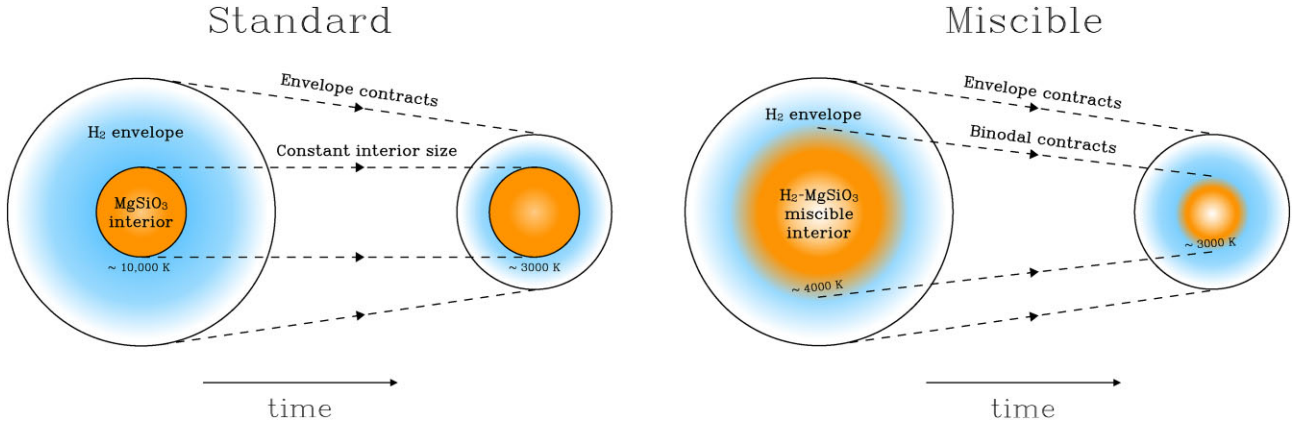 Standard
Envelope contracts
H₂ envelope
Constant interior size
MgSiO₃
interior
~ 10,000 K
~ 3000 K
time
Miscible
Envelope contracts
H₂ envelope
Binodal contracts
H₂-MgSiO₃
miscible
interior
~ 3000 K
~ 4000 K
time